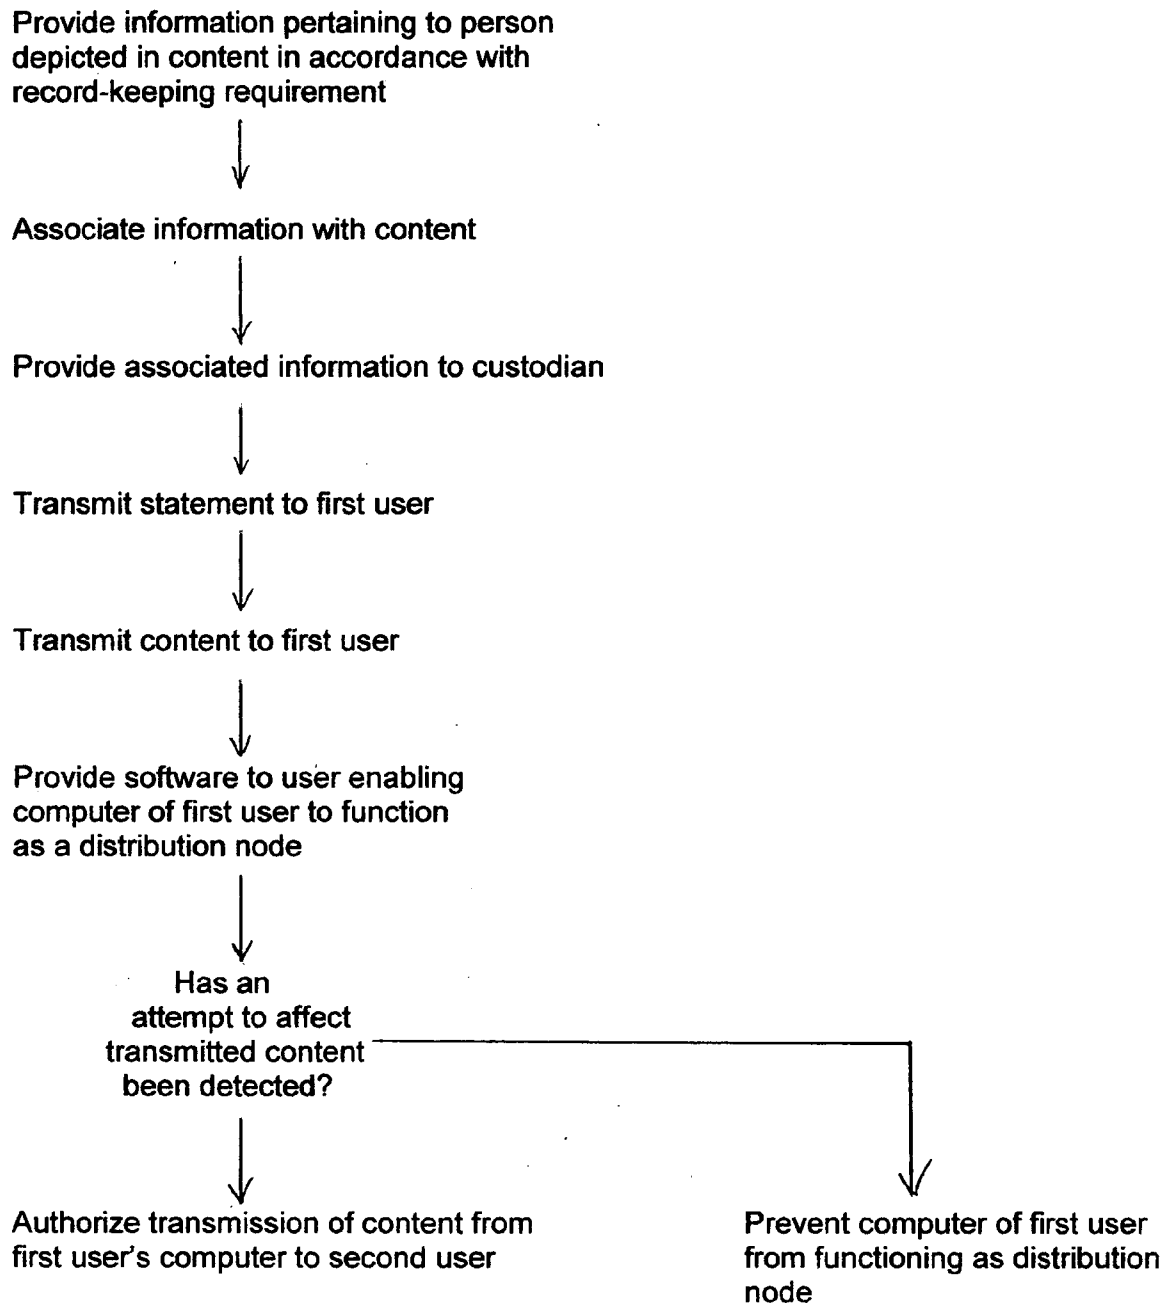 Provide information pertaining to person
depicted in content in accordance with
record-keeping requirement
Associate information with content
Provide associated information to custodian
Transmit statement to first user
Transmit content to first user
Provide software to user enabling
computer of first user to function
as a distribution node
Has an
attempt to affect
transmitted content
been detected?
Authorize transmission of content from
first user's computer to second user
Prevent computer of first user
from functioning as distribution
node